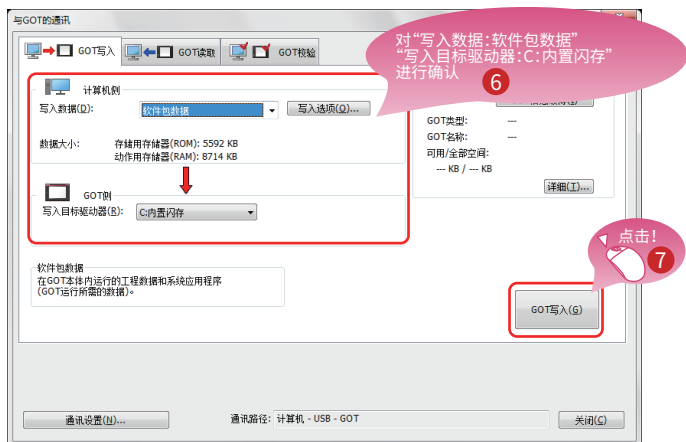 与GOT的通讯
GOT写入
GOT读取
GOT校验
对“写入数据:软件包数据”
“写入目标驱动器:C:内置闪存”
进行确认
6
计算机侧
写入数据(D):
软件包数据
写入选项(O)...
数据大小:
存储用存储器(ROM): 5592 KB
动作用存储器(RAM): 8714 KB
GOT类型:
---
GOT名称:
---
可用/全部空间:
--- KB / --- KB
详细(T)...
GOT侧
写入目标驱动器(R):
C:内置闪存
点击!
7
软件包数据
在GOT本体内运行的工程数据和系统应用程序
(GOT运行所需的数据)。
GOT写入(G)
通讯设置(N)...
通讯路径:
计算机 - USB - GOT
关闭(C)